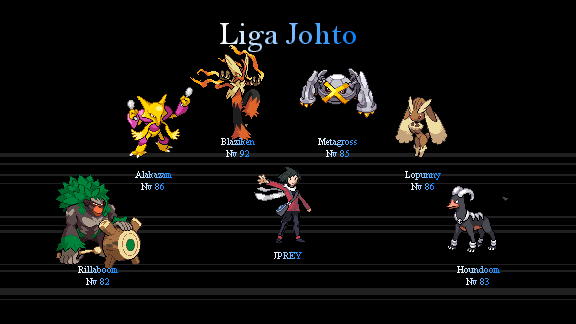 Liga Johto
Blaziken
Nv 92
Metagross
Nv 85
Alakazam
Nv 86
Lopunny
Nv 86
Rillaboom
Nv 82
JPREY
Houndoom
Nv 83